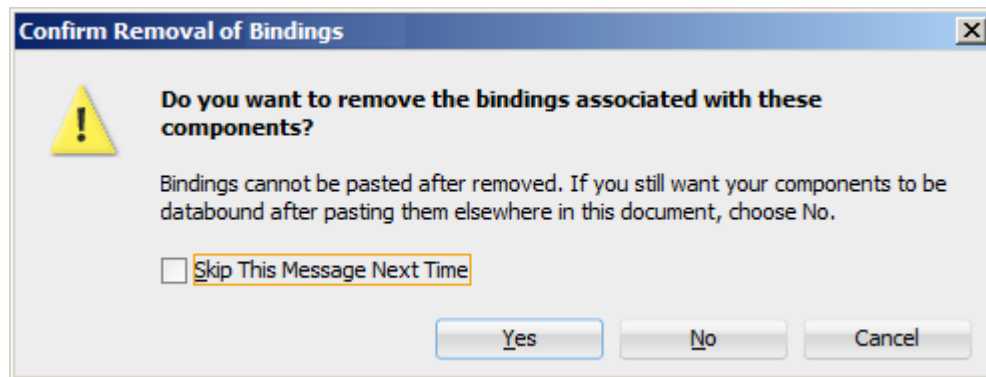 Confirm Removal of Bindings
Do you want to remove the bindings associated with these
components?
Bindings cannot be pasted after removed. If you still want your components to be
databound after pasting them elsewhere in this document, choose No.
Skip This Message Next Time
Yes No Cancel